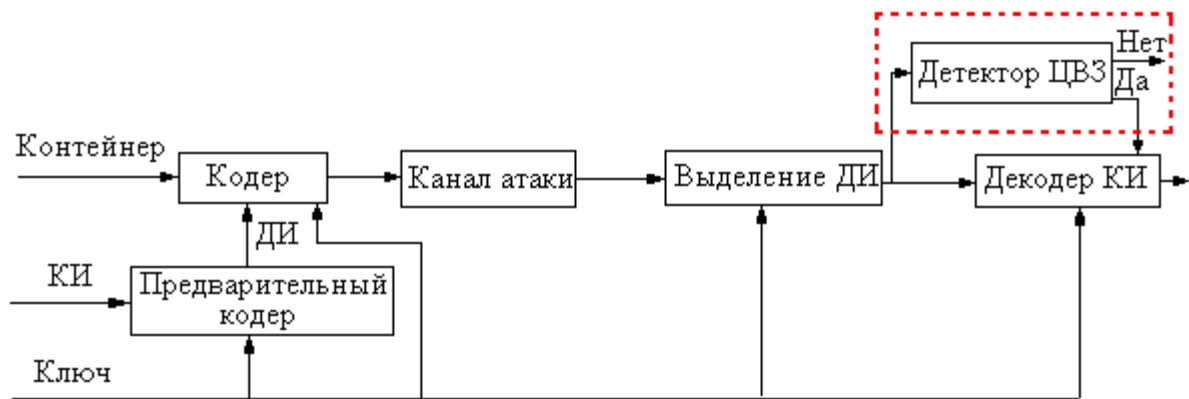 Нет
Детектор ЦВЗ
Да
Контейнер
Кодер
Канал атаки
Выделение ДИ
Декодер КИ
ДИ
КИ
Предварительный
кодер
Ключ